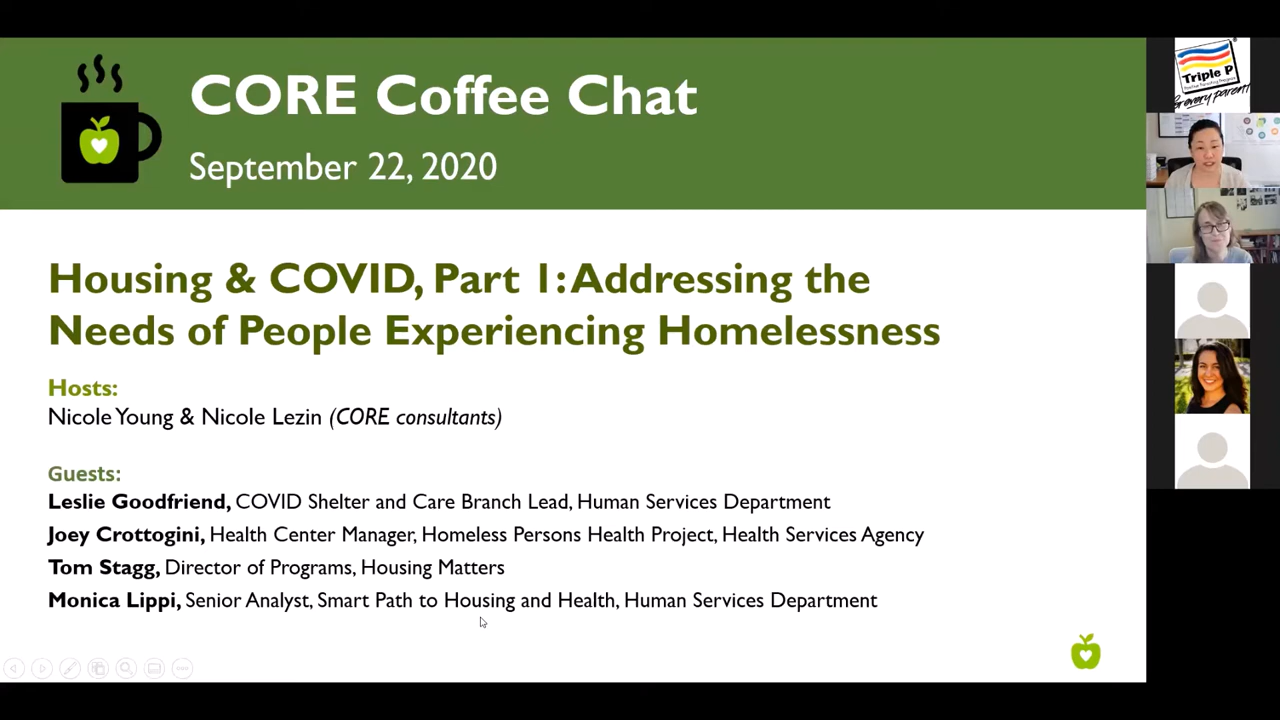 CORE Coffee Chat
September 22, 2020
Housing & COVID, Part 1: Addressing the
Needs of People Experiencing Homelessness
Hosts:
Nicole Young & Nicole Lezin (CORE consultants)
Guests:
Leslie Goodfriend, COVID Shelter and Care Branch Lead, Human Services Department
Joey Crottogini, Health Center Manager, Homeless Persons Health Project, Health Services Agency
Tom Stagg, Director of Programs, Housing Matters
Monica Lippi, Senior Analyst, Smart Path to Housing and Health, Human Services Department
Triple P
for every parent